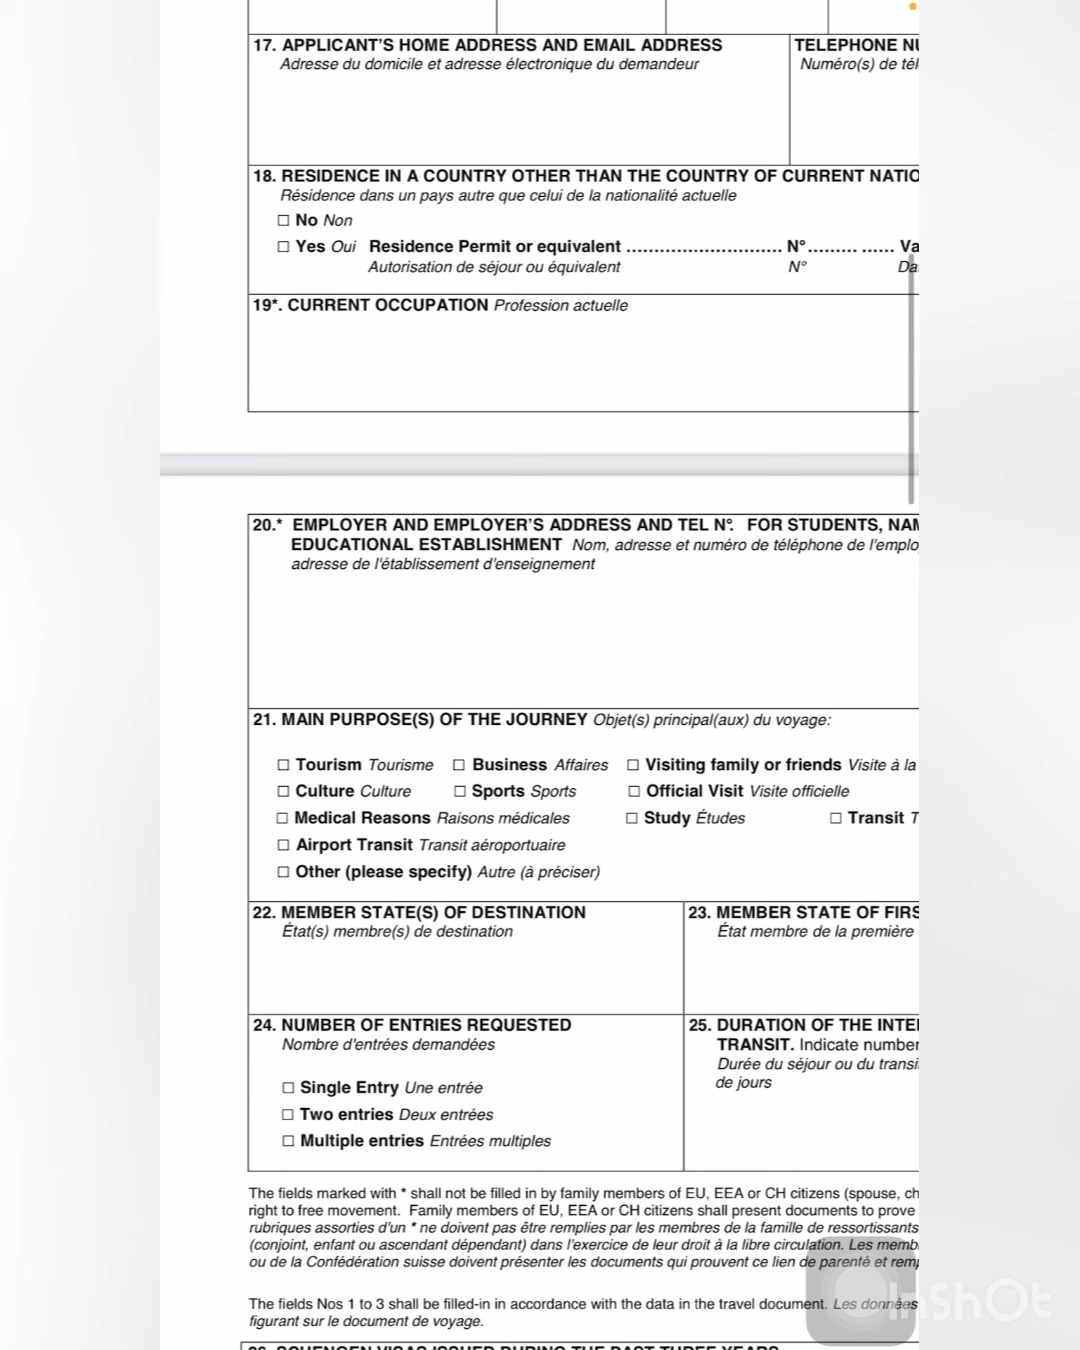 17. APPLICANT'S HOME ADDRESS AND EMAIL ADDRESS
Adresse du domicile et adresse électronique du demandeur
TELEPHONE NU
Numéro(s) de tél
18. RESIDENCE IN A COUNTRY OTHER THAN THE COUNTRY OF CURRENT NATIO
Résidence dans un pays autre que celui de la nationalité actuelle
☐ No Non
☐ Yes Oui Residence Permit or equivalent ........................... N°......... ...... Va
Autorisation de séjour ou équivalent N° Da
19*. CURRENT OCCUPATION Profession actuelle
20.* EMPLOYER AND EMPLOYER'S ADDRESS AND TEL N°. FOR STUDENTS, NAM
EDUCATIONAL ESTABLISHMENT Nom, adresse et numéro de téléphone de l'emplo
adresse de l'établissement d'enseignement
21. MAIN PURPOSE(S) OF THE JOURNEY Objet(s) principal(aux) du voyage:
☐ Tourism Tourisme ☐ Business Affaires ☐ Visiting family or friends Visite à la
☐ Culture Culture ☐ Sports Sports ☐ Official Visit Visite officielle
☐ Medical Reasons Raisons médicales ☐ Study Études ☐ Transit T
☐ Airport Transit Transit aéroportuaire
☐ Other (please specify) Autre (à préciser)
22. MEMBER STATE(S) OF DESTINATION
État(s) membre(s) de destination
23. MEMBER STATE OF FIRS
État membre de la première
24. NUMBER OF ENTRIES REQUESTED
Nombre d'entrées demandées
☐ Single Entry Une entrée
☐ Two entries Deux entrées
☐ Multiple entries Entrées multiples
25. DURATION OF THE INTE
TRANSIT. Indicate number
Durée du séjour ou du transi
de jours
The fields marked with * shall not be filled in by family members of EU, EEA or CH citizens (spouse, ch
right to free movement. Family members of EU, EEA or CH citizens shall present documents to prove
rubriques assorties d'un * ne doivent pas être remplies par les membres de la famille de ressortissants
(conjoint, enfant ou ascendant dépendant) dans l'exercice de leur droit à la libre circulation. Les memb
ou de la Confédération suisse doivent présenter les documents qui prouvent ce lien de parenté et remp
The fields Nos 1 to 3 shall be filled-in in accordance with the data in the travel document. Les données
figurant sur le document de voyage.
26. SCHENGEN VISAS ISSUED DURING THE PAST THREE YEARS
InShOt